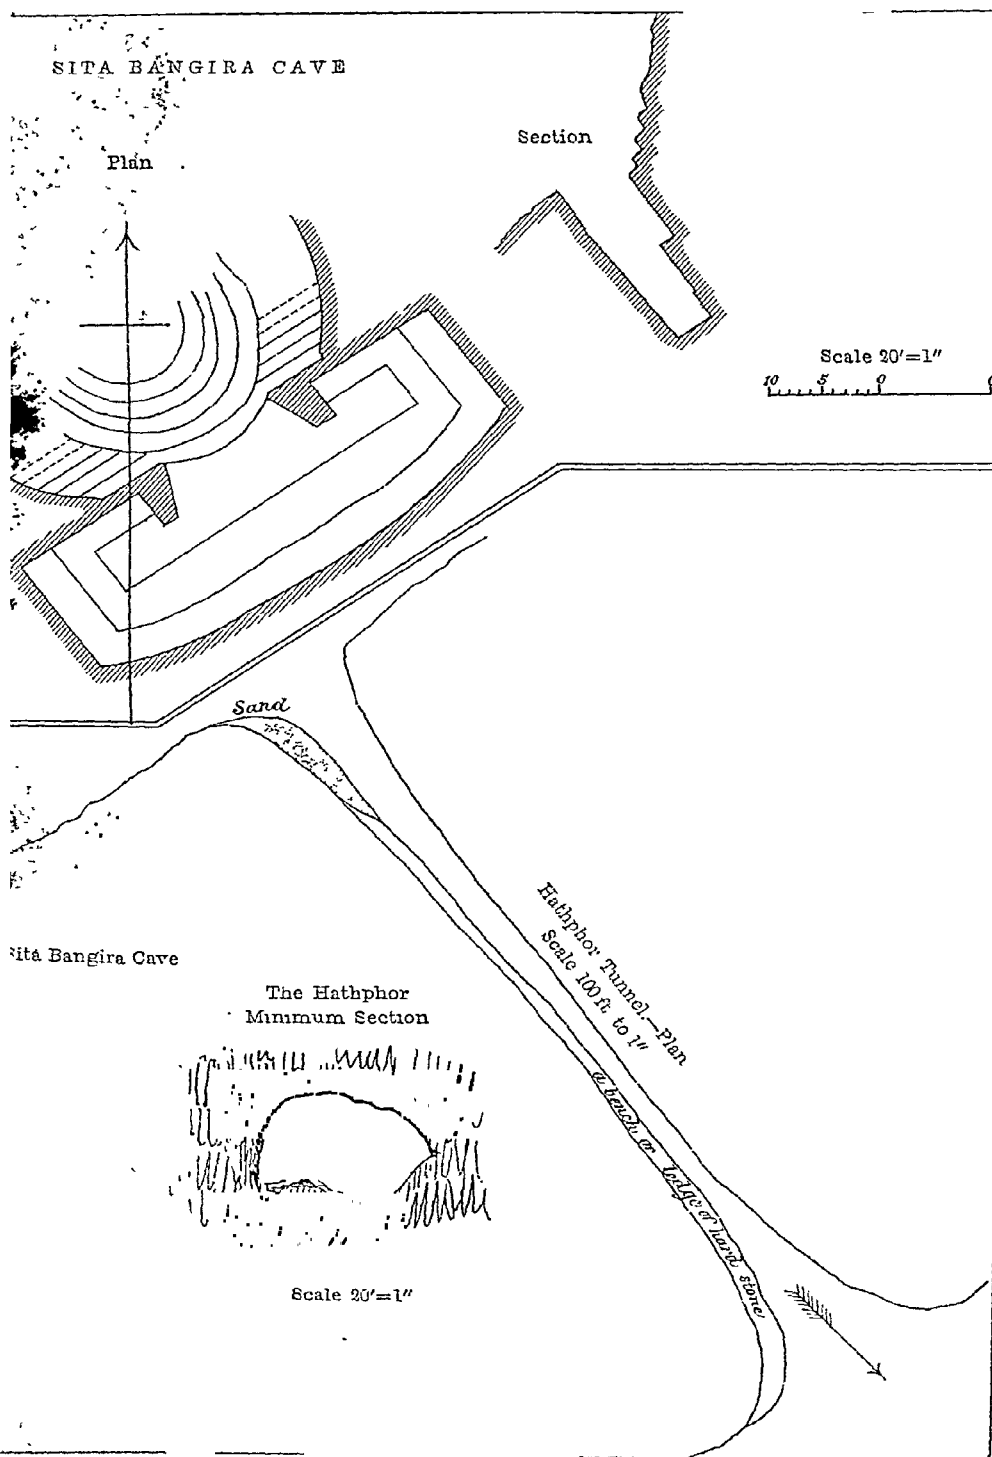 SITA BANGIRA CAVE
Plan
Section
Scale 20'=1"
10 5 0
Sand
Hathphor Tunnel.—Plan
Scale 100 ft to 1"
a bench or ledge of hard stone
Sitá Bangira Cave
The Hathphor
Minimum Section
Scale 20'=1"